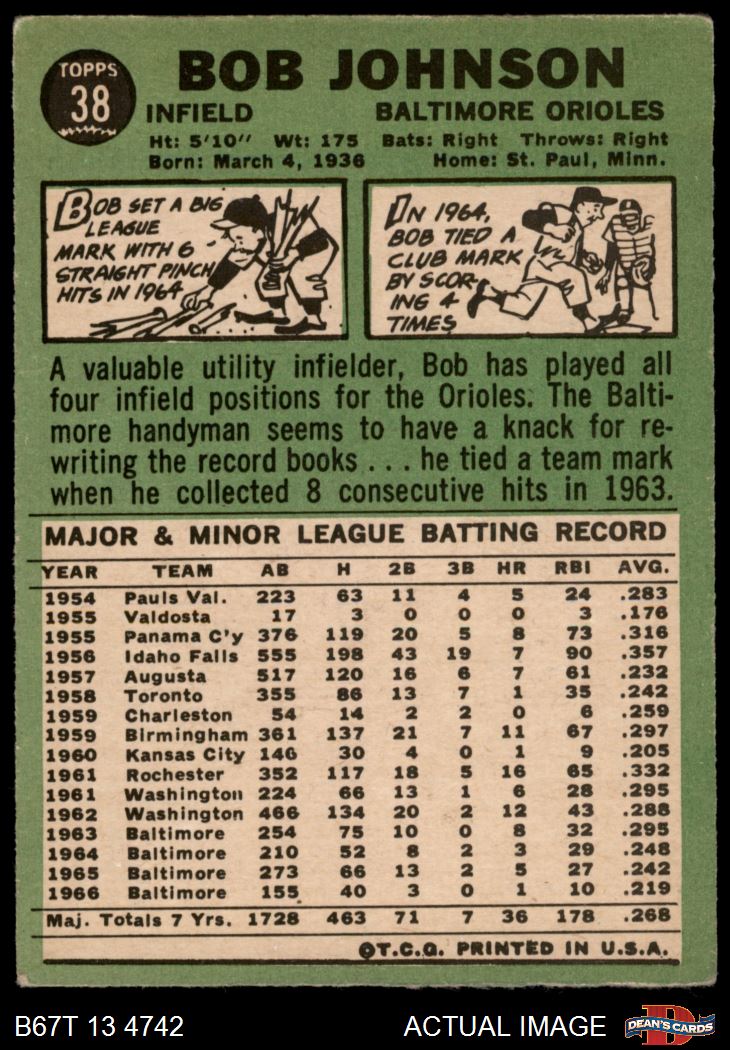 TOPPS
38
BOB JOHNSON
INFIELD BALTIMORE ORIOLES
Ht: 5'10" Wt: 175 Bats: Right Throws: Right
Born: March 4, 1936 Home: St. Paul, Minn.
BOB SET A BIG
LEAGUE
MARK WITH 6
STRAIGHT PINCH
HITS IN 1964
IN 1964,
BOB TIED A
CLUB MARK
BY SCOR-
ING 4
TIMES
A valuable utility infielder, Bob has played all
four infield positions for the Orioles. The Balti-
more handyman seems to have a knack for re-
writing the record books . . . he tied a team mark
when he collected 8 consecutive hits in 1963.
MAJOR & MINOR LEAGUE BATTING RECORD
YEAR TEAM AB H 2B 3B HR RBI AVG.
1954 Pauls Val. 223 63 11 4 5 24 .283
1955 Valdosta 17 3 0 0 0 3 .176
1955 Panama C'y 376 119 20 5 8 73 .316
1956 Idaho Falls 555 198 43 19 7 90 .357
1957 Augusta 517 120 16 6 7 61 .232
1958 Toronto 355 86 13 7 1 35 .242
1959 Charleston 54 14 2 2 0 6 .259
1959 Birmingham 361 137 21 7 11 67 .297
1960 Kansas City 146 30 4 0 1 9 .205
1961 Rochester 352 117 18 5 16 65 .332
1961 Washington 224 66 13 1 6 28 .295
1962 Washington 466 134 20 2 12 43 .288
1963 Baltimore 254 75 10 0 8 32 .295
1964 Baltimore 210 52 8 2 3 29 .248
1965 Baltimore 273 66 13 2 5 27 .242
1966 Baltimore 155 40 3 0 1 10 .219
Maj. Totals 7 Yrs. 1728 463 71 7 36 178 .268
©T.C.G. PRINTED IN U.S.A.
B67T 13 4742 ACTUAL IMAGE
D
DEAN'S CARDS